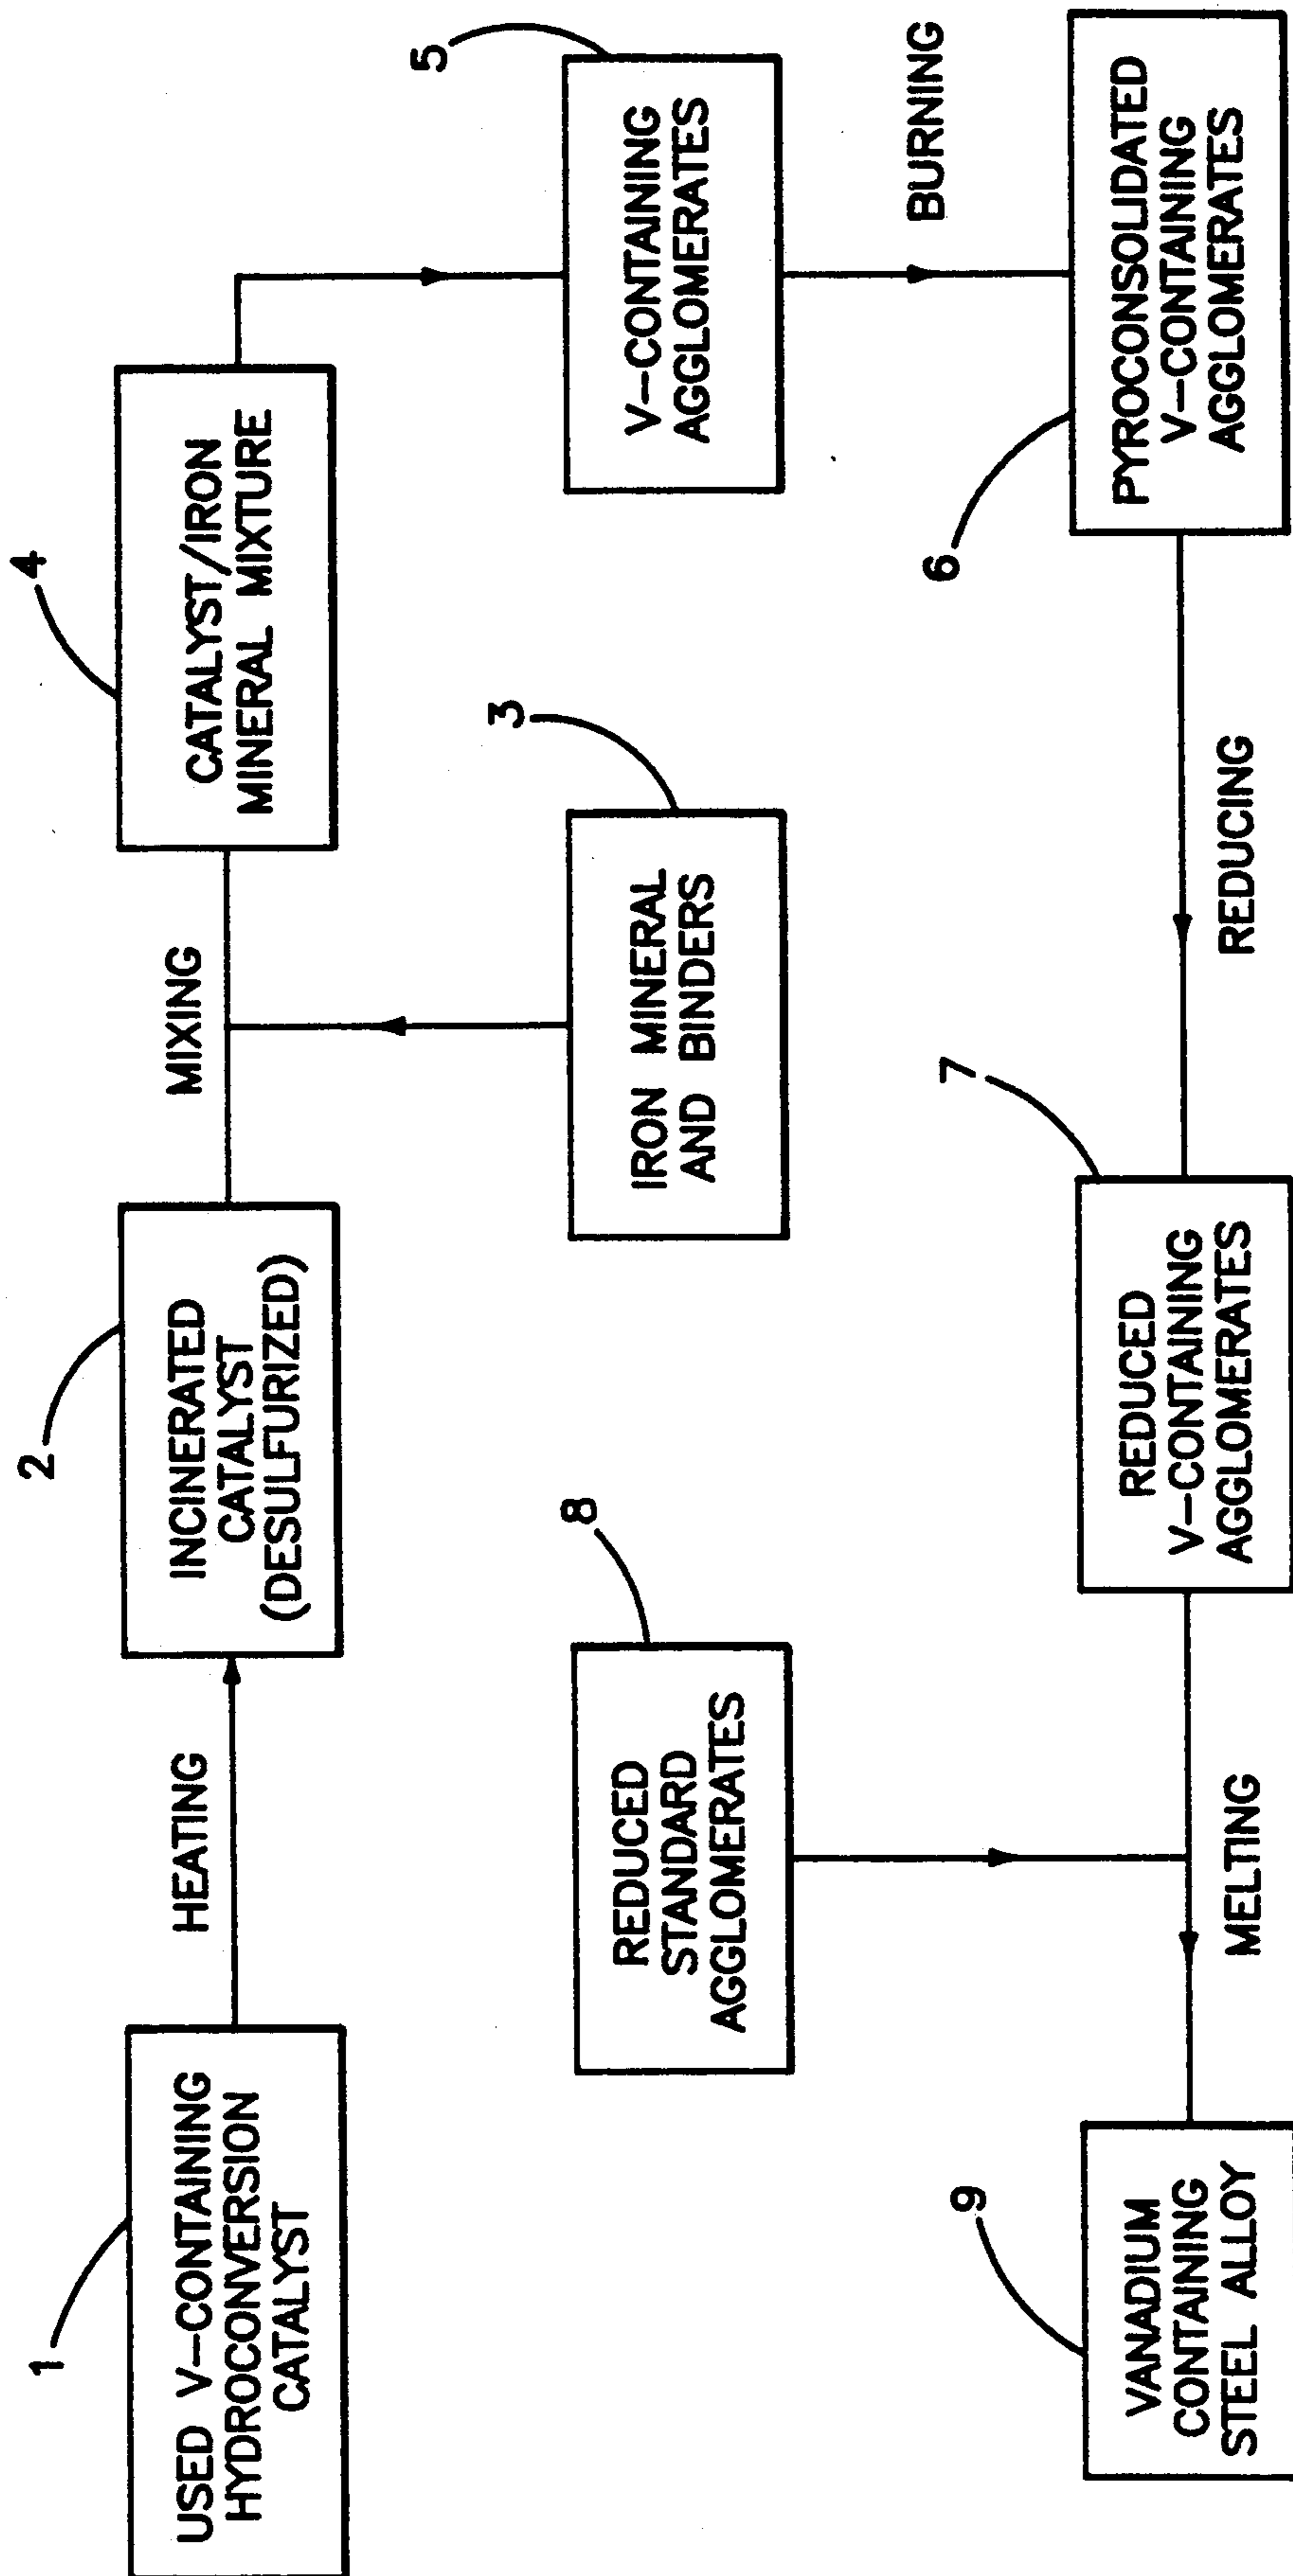 1
USED V-CONTAINING
HYDROCONVERSION
CATALYST
HEATING
2
INCINERATED
CATALYST
(DESULFURIZED)
MIXING
3
IRON MINERAL
AND BINDERS
4
CATALYST/IRON
MINERAL MIXTURE
5
V-CONTAINING
AGGLOMERATES
BURNING
6
PYROCONSOLIDATED
V-CONTAINING
AGGLOMERATES
REDUCING
7
REDUCED
V-CONTAINING
AGGLOMERATES
8
REDUCED
STANDARD
AGGLOMERATES
MELTING
9
VANADIUM
CONTAINING
STEEL ALLOY